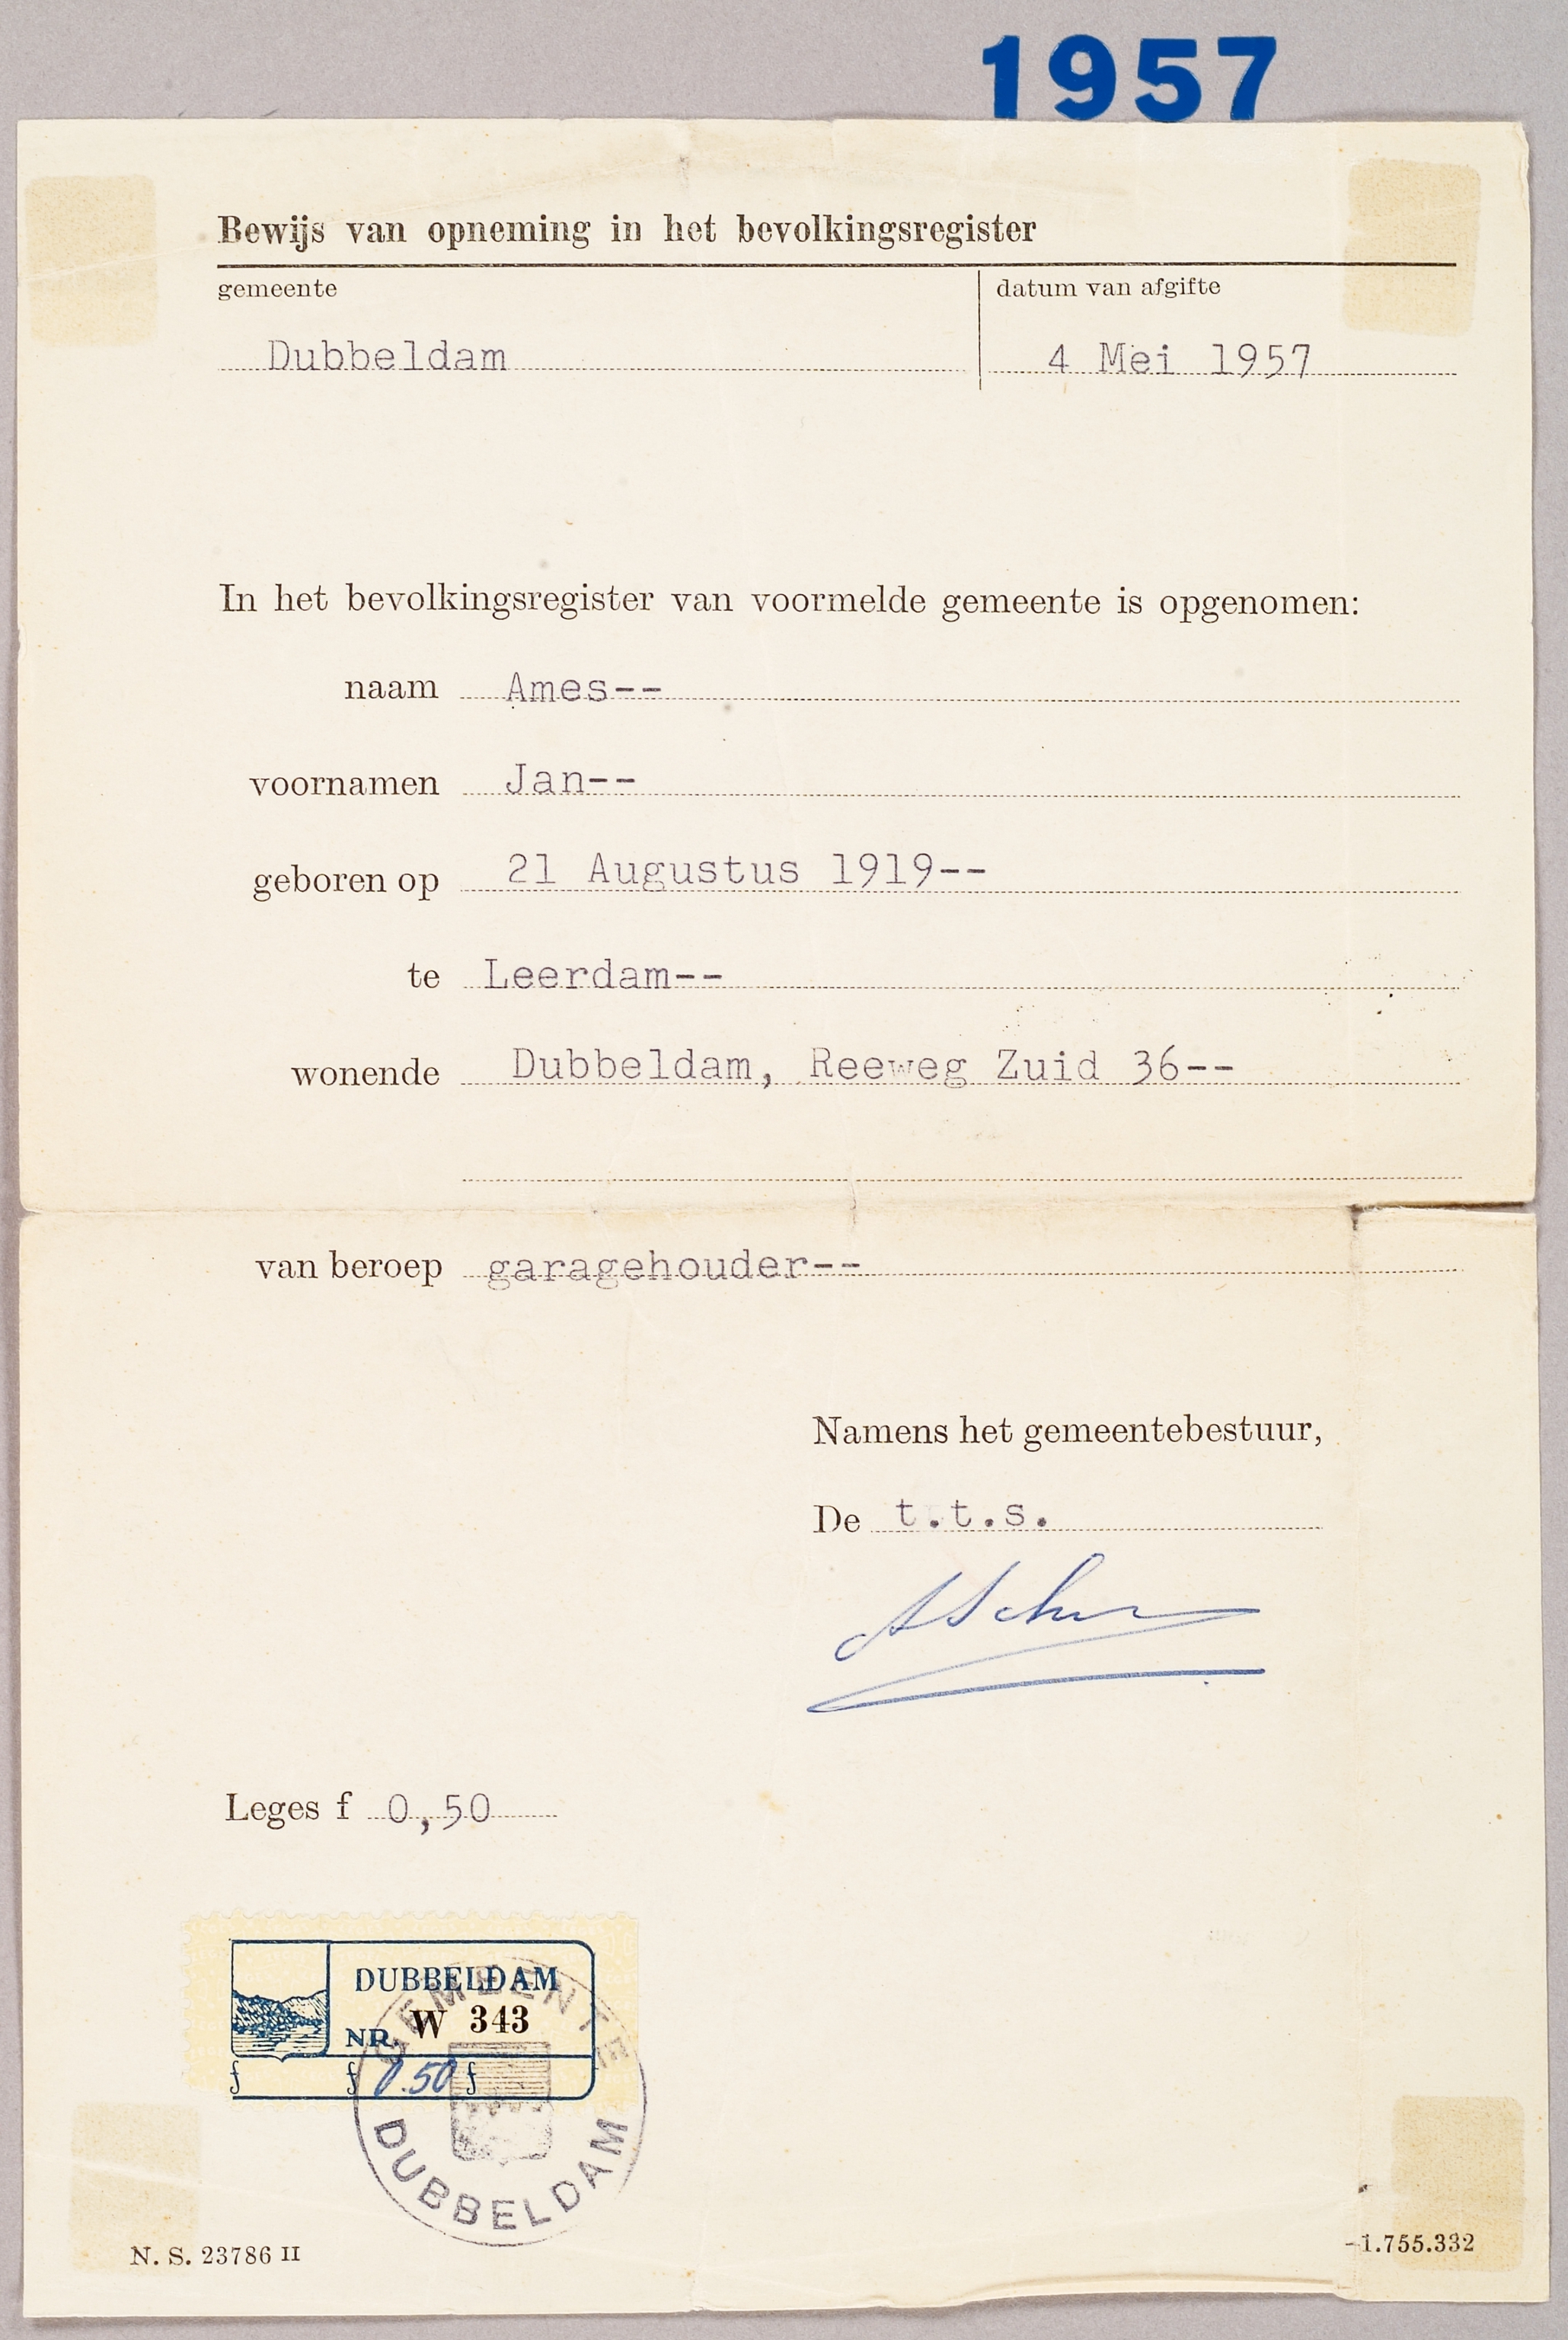 1957
Bewijs van opneming in het bevolkingsregister
gemeente
datum van afgifte
Dubbeldam
4 Mei 1957
In het bevolkingsregister van voormelde gemeente is opgenomen:
naam Ames--
voornamen Jan--
geboren op 21 Augustus 1919--
te Leerdam--
wonende Dubbeldam, Reeweg Zuid 36--
van beroep garagehouder--
Namens het gemeentebestuur,
De t.t.s.
Leges f 0,50
DUBBELDAM
NR. W 343
f f 0.50 f
GEMEENTE
DUBBELDAM
N. S. 23786 II
-1.755.332